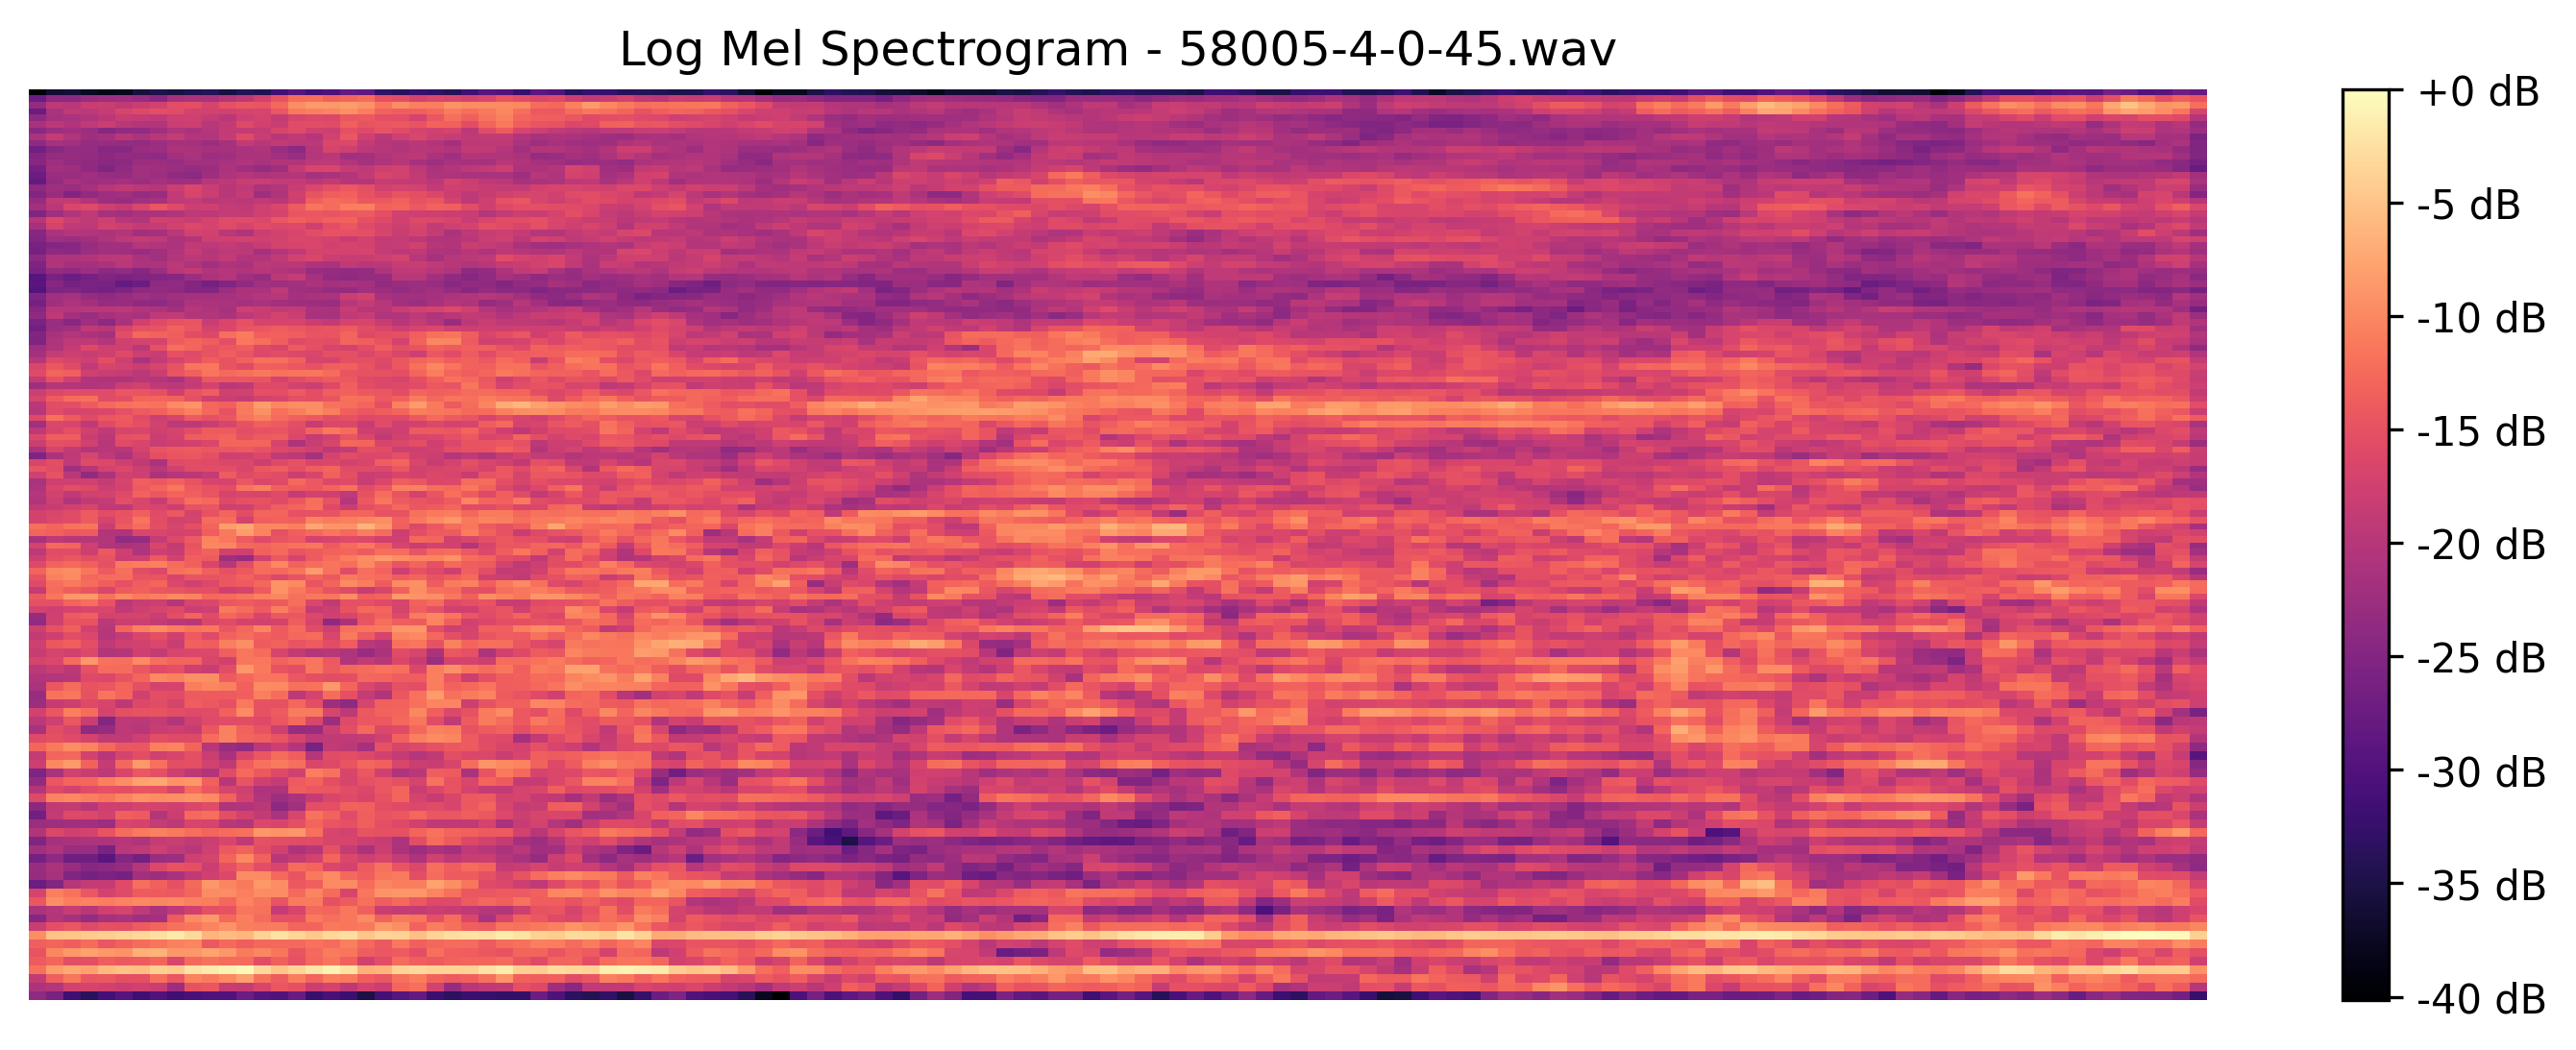 Log Mel Spectrogram - 58005-4-0-45.wav
+0 dB
-5 dB
-10 dB
-15 dB
-20 dB
-25 dB
-30 dB
-35 dB
-40 dB